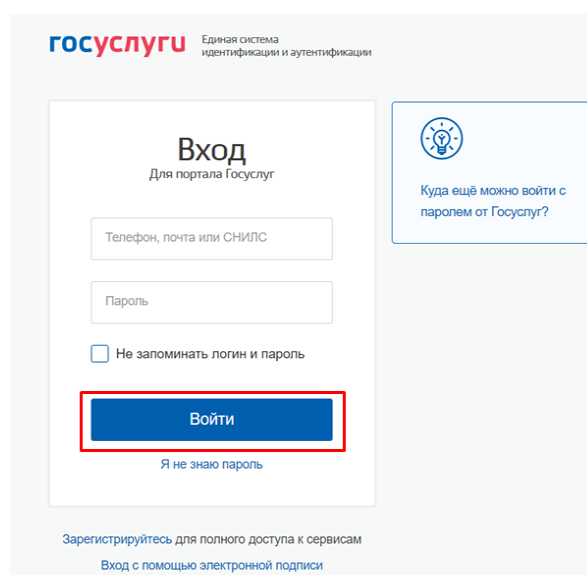 госуслуги
Единая система
идентификации и аутентификации
Вход
Для портала Госуслуг
Телефон, почта или СНИЛС
Пароль
Не запоминать логин и пароль
Войти
Я не знаю пароль
Куда ещё можно войти с
паролем от Госуслуг?
Зарегистрируйтесь для полного доступа к сервисам
Вход с помощью электронной подписи